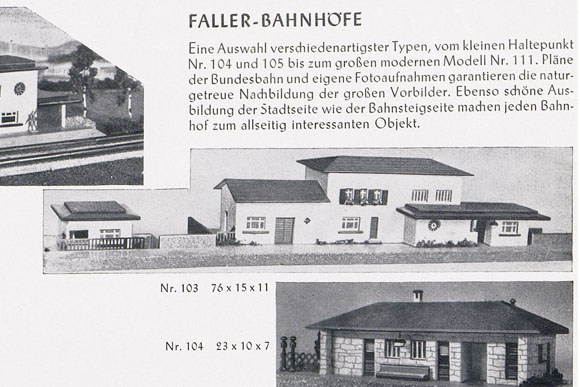 FALLER-BAHNHÖFE
Eine Auswahl verschiedenartigster Typen, vom kleinen Haltepunkt
Nr. 104 und 105 bis zum großen modernen Modell Nr. 111. Pläne
der Bundesbahn und eigene Fotoaufnahmen garantieren die natur-
getreue Nachbildung der großen Vorbilder. Ebenso schöne Aus-
bildung der Stadtseite wie der Bahnsteigseite machen jeden Bahn-
hof zum allseitig interessanten Objekt.
Nr. 103 76 x 15 x 11
Nr. 104 23 x 10 x 7